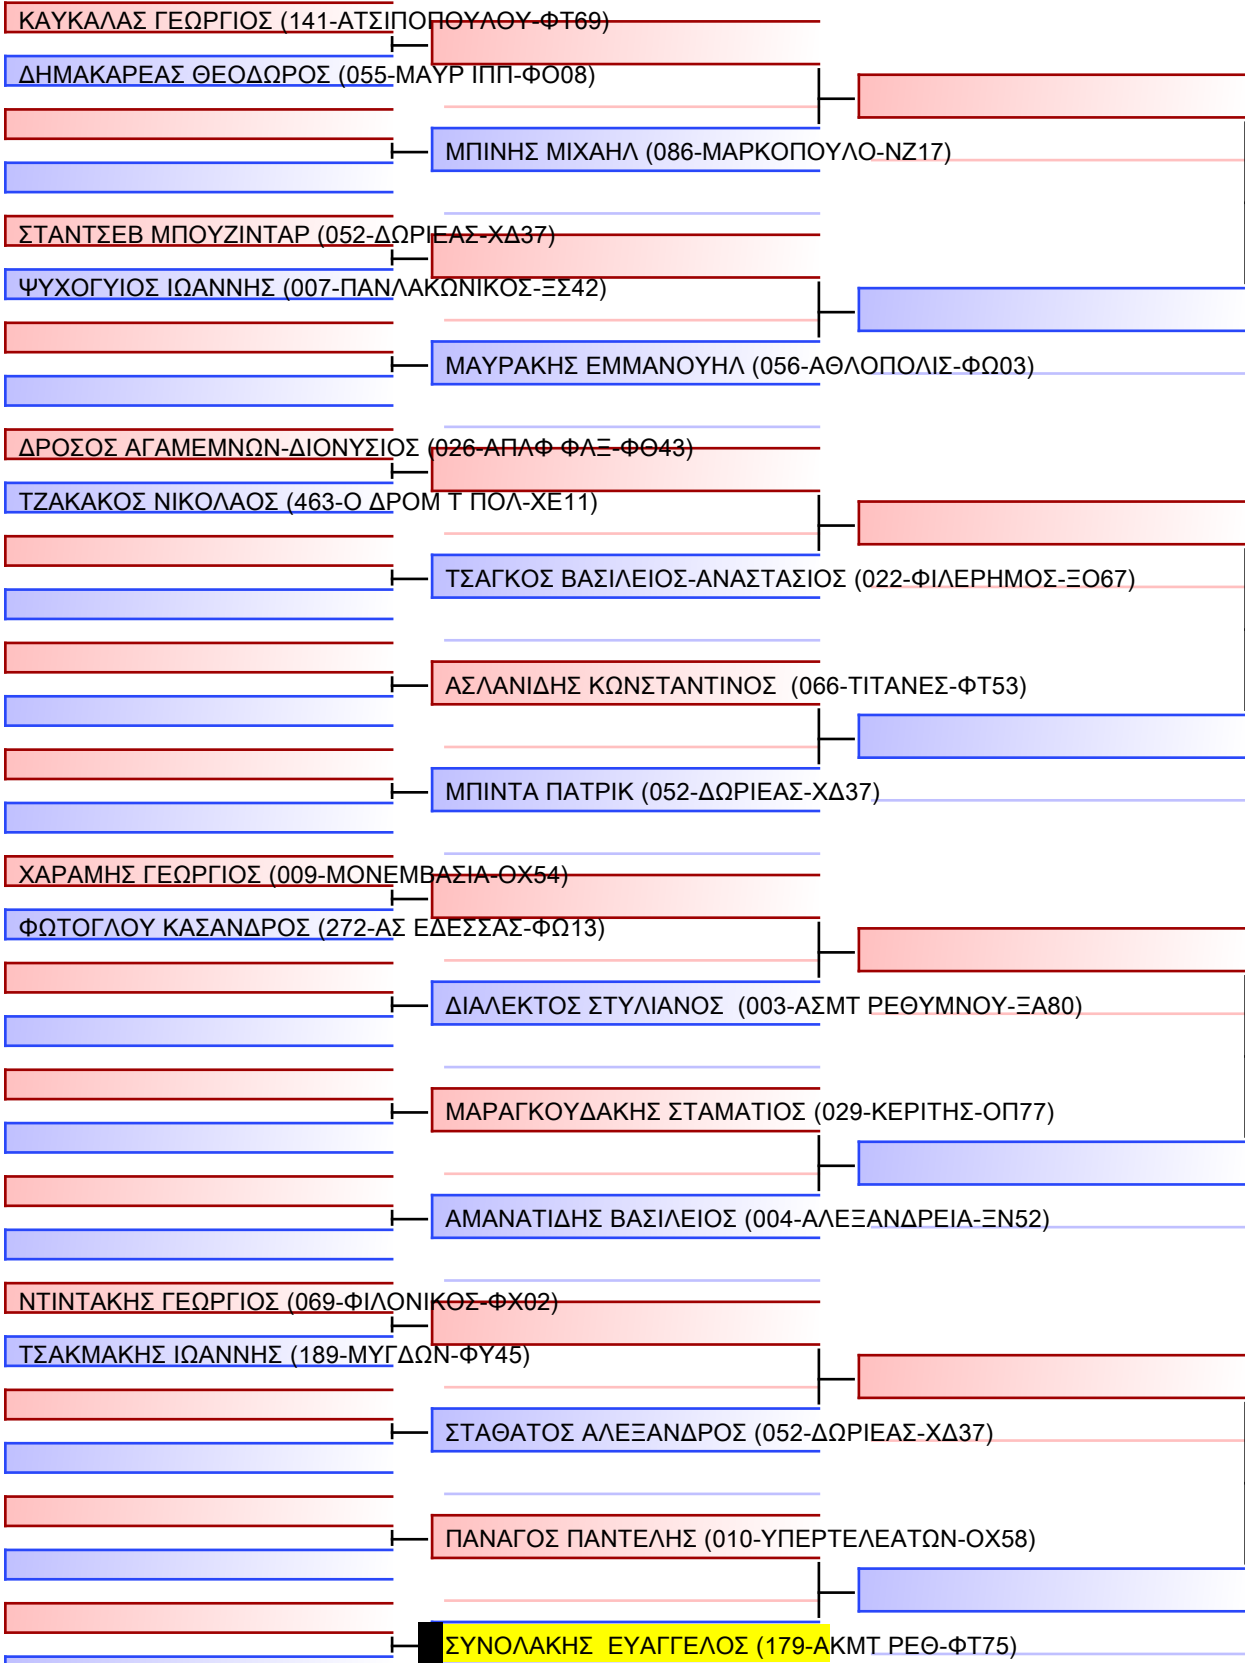 ΚΑΥΚΑΛΑΣ ΓΕΩΡΓΙΟΣ (141-ΑΤΣΙΠΟΠΟΥΛΟΥ-ΦΤ69)
ΔΗΜΑΚΑΡΕΑΣ ΘΕΟΔΩΡΟΣ (055-ΜΑΥΡ ΙΠΠ-ΦΟ08)
ΜΠΙΝΗΣ ΜΙΧΑΗΛ (086-ΜΑΡΚΟΠΟΥΛΟ-ΝΖ17)
ΣΤΑΝΤΣΕΒ ΜΠΟΥΖΙΝΤΑΡ (052-ΔΩΡΙΕΑΣ-ΧΔ37)
ΨΥΧΟΓΥΙΟΣ ΙΩΑΝΝΗΣ (007-ΠΑΝΛΑΚΩΝΙΚΟΣ-ΞΣ42)
ΜΑΥΡΑΚΗΣ ΕΜΜΑΝΟΥΗΛ (056-ΑΘΛΟΠΟΛΙΣ-ΦΩ03)
ΔΡΟΣΟΣ ΑΓΑΜΕΜΝΩΝ-ΔΙΟΝΥΣΙΟΣ (026-ΑΠΛΦ ΦΛΞ-ΦΘ43)
ΤΖΑΚΑΚΟΣ ΝΙΚΟΛΑΟΣ (463-Ο ΔΡΟΜ Τ ΠΟΛ-ΧΕ11)
ΤΣΑΓΚΟΣ ΒΑΣΙΛΕΙΟΣ-ΑΝΑΣΤΑΣΙΟΣ (022-ΦΙΛΕΡΗΜΟΣ-ΞΟ67)
ΑΣΛΑΝΙΔΗΣ ΚΩΝΣΤΑΝΤΙΝΟΣ (066-ΤΙΤΑΝΕΣ-ΦΤ53)
ΜΠΙΝΤΑ ΠΑΤΡΙΚ (052-ΔΩΡΙΕΑΣ-ΧΔ37)
ΧΑΡΑΜΗΣ ΓΕΩΡΓΙΟΣ (009-ΜΟΝΕΜΒΑΣΙΑ-ΟΧ54)
ΦΩΤΟΓΛΟΥ ΚΑΣΑΝΔΡΟΣ (272-ΑΣ ΕΔΕΣΣΑΣ-ΦΩ13)
ΔΙΑΛΕΚΤΟΣ ΣΤΥΛΙΑΝΟΣ (003-ΑΣΜΤ ΡΕΘΥΜΝΟΥ-ΞΑ80)
ΜΑΡΑΓΚΟΥΔΑΚΗΣ ΣΤΑΜΑΤΙΟΣ (029-ΚΕΡΙΤΗΣ-ΟΠ77)
ΑΜΑΝΑΤΙΔΗΣ ΒΑΣΙΛΕΙΟΣ (004-ΑΛΕΞΑΝΔΡΕΙΑ-ΞΝ52)
ΝΤΙΝΤΑΚΗΣ ΓΕΩΡΓΙΟΣ (069-ΦΙΛΟΝΙΚΟΣ-ΦΧ02)
ΤΣΑΚΜΑΚΗΣ ΙΩΑΝΝΗΣ (189-ΜΥΓΔΩΝ-ΦΥ45)
ΣΤΑΘΑΤΟΣ ΑΛΕΞΑΝΔΡΟΣ (052-ΔΩΡΙΕΑΣ-ΧΔ37)
ΠΑΝΑΓΟΣ ΠΑΝΤΕΛΗΣ (010-ΥΠΕΡΤΕΛΕΑΤΩΝ-ΟΧ58)
ΣΥΝΟΛΑΚΗΣ ΕΥΑΓΓΕΛΟΣ (179-ΑΚΜΤ ΡΕΘ-ΦΤ75)